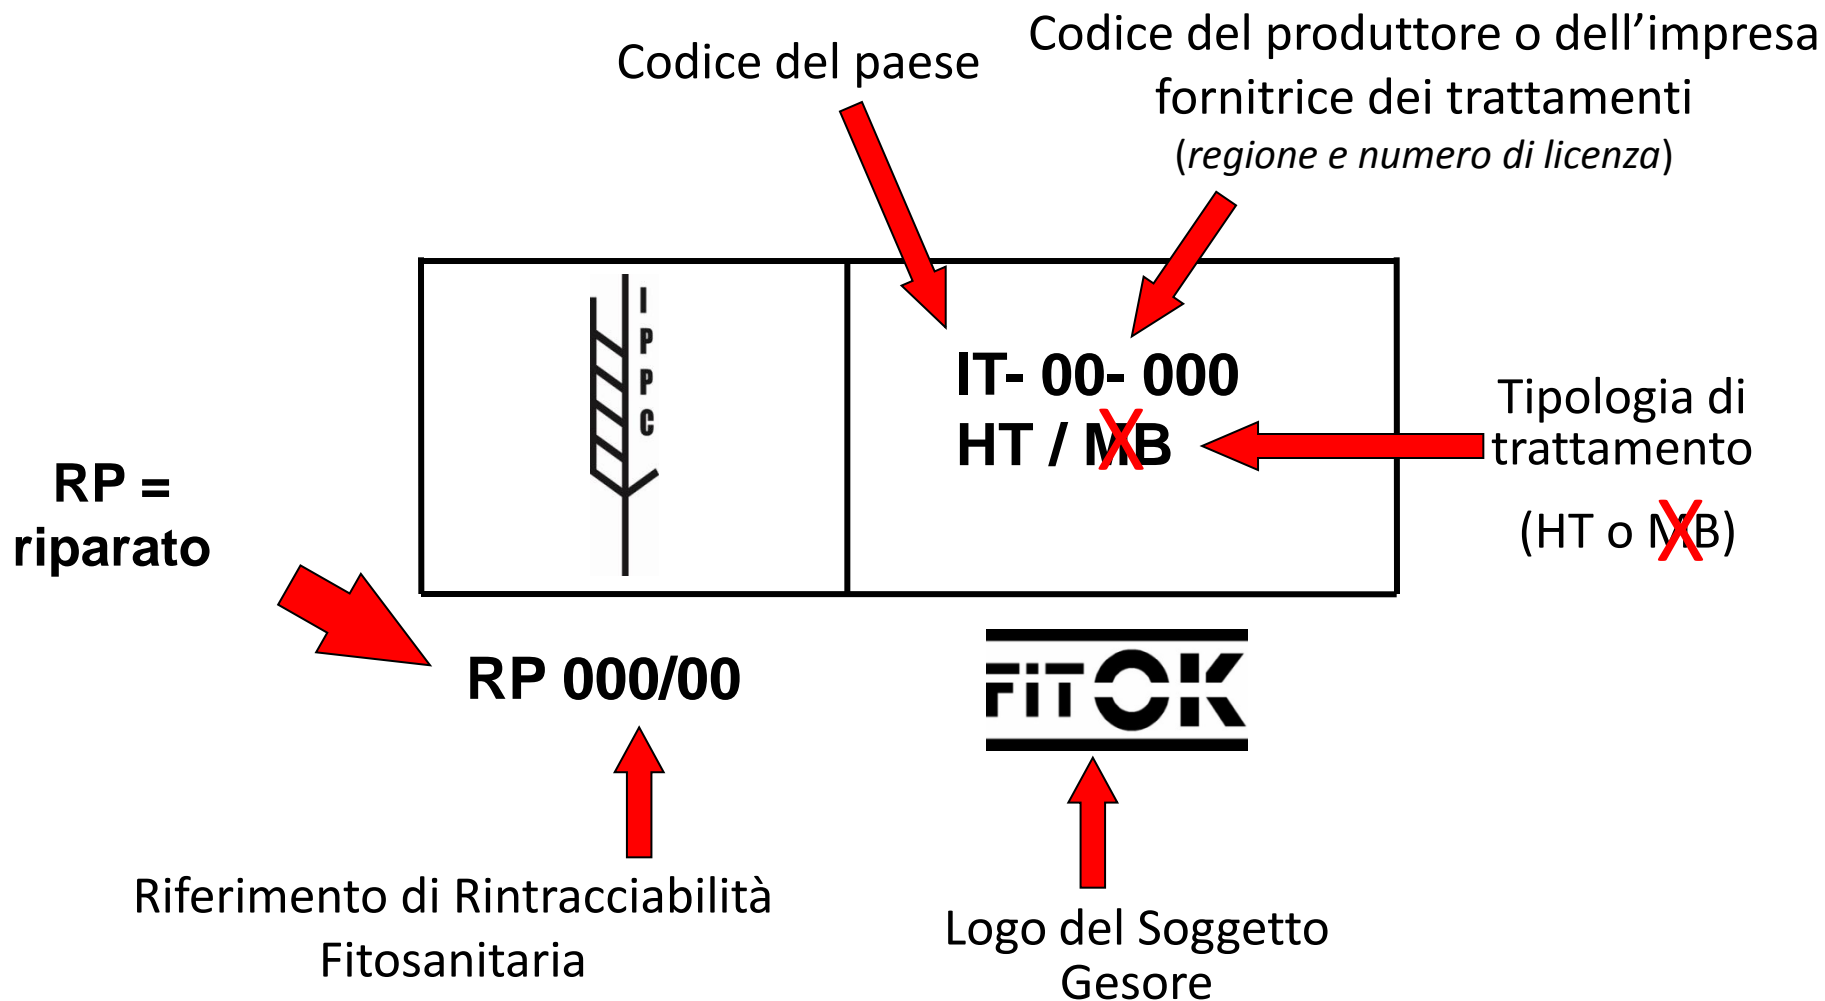 Codice del paese
Codice del produttore o dell’impresa
fornitrice dei trattamenti
(regione e numero di licenza)
I
P
P
C
IT- 00- 000
HT / MB
Tipologia di
trattamento
(HT o MB)
RP =
riparato
RP 000/00
FiTOK
Riferimento di Rintracciabilità
Fitosanitaria
Logo del Soggetto
Gesore